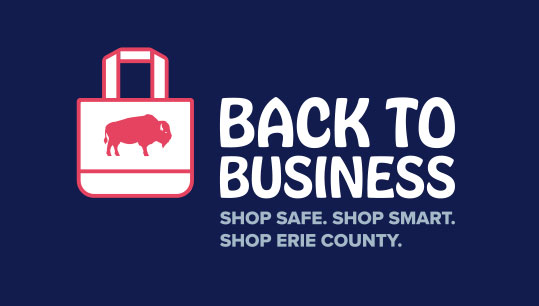 BACK TO
BUSINESS
SHOP SAFE. SHOP SMART.
SHOP ERIE COUNTY.